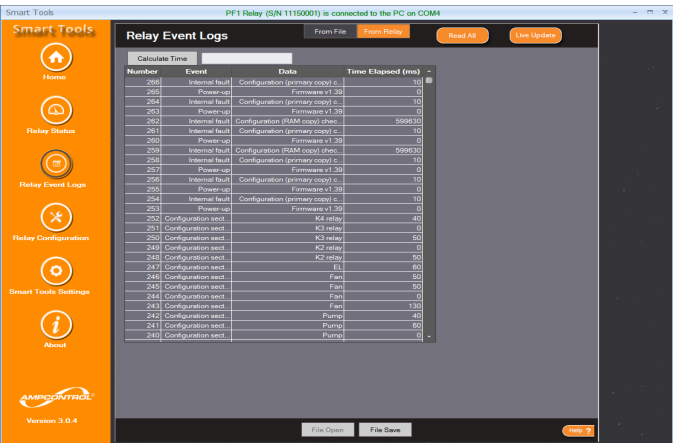 Smart Tools
PF1 Relay (S/N 11150001) is connected to the PC on COM4
Smart Tools
Home
Relay Status
Relay Event Logs
Relay Configuration
Smart Tools Settings
About
AMPCONTROL
Version 3.0.4
Relay Event Logs
From File
From Relay
Read All
Live Update
Calculate Time
Number Event Data Time Elapsed (ms)
266 Internal fault Configuration (primary copy) c... 10
265 Power-up Firmware v1.39 0
264 Internal fault Configuration (primary copy) c... 10
263 Power-up Firmware v1.39 0
262 Internal fault Configuration (RAM copy) chec... 599630
261 Internal fault Configuration (primary copy) c... 10
260 Power-up Firmware v1.39 0
259 Internal fault Configuration (RAM copy) chec... 599630
258 Internal fault Configuration (primary copy) c... 10
257 Power-up Firmware v1.39 0
256 Internal fault Configuration (primary copy) c... 10
255 Power-up Firmware v1.39 0
254 Internal fault Configuration (primary copy) c... 10
253 Power-up Firmware v1.39 0
252 Configuration sect... K4 relay 40
251 Configuration sect... K3 relay 0
250 Configuration sect... K3 relay 50
249 Configuration sect... K2 relay 0
248 Configuration sect... K2 relay 50
247 Configuration sect... EL 60
246 Configuration sect... Fan 50
245 Configuration sect... Fan 50
244 Configuration sect... Fan 0
243 Configuration sect... Fan 130
242 Configuration sect... Pump 40
241 Configuration sect... Pump 60
240 Configuration sect... Pump 0
File Open
File Save
Help ?